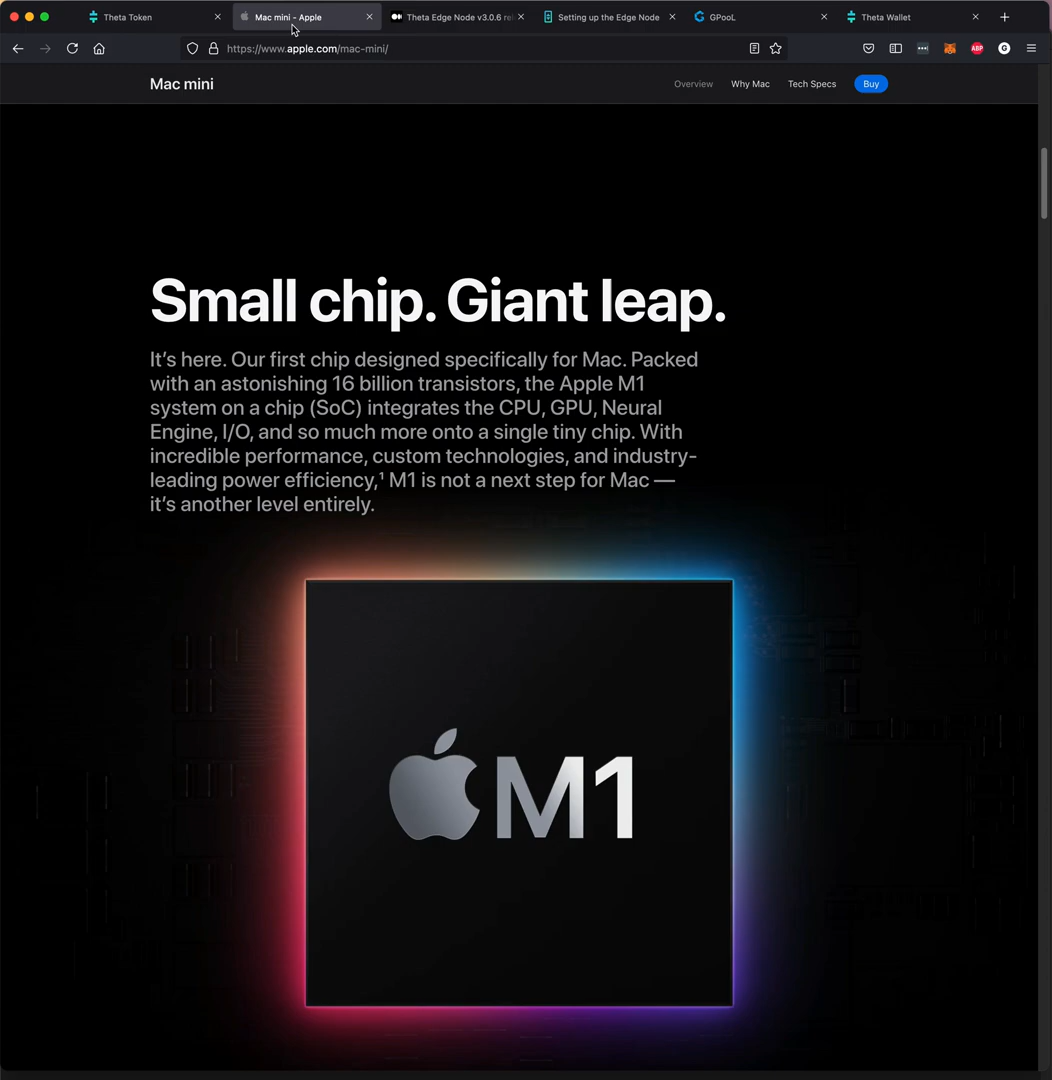 Theta Token
Mac mini - Apple
Theta Edge Node v3.0.6 re
Setting up the Edge Node
GPooL
Theta Wallet
https://www.apple.com/mac-mini/
ABP
G
Mac mini
Overview
Why Mac
Tech Specs
Buy
Small chip. Giant leap.
It’s here. Our first chip designed specifically for Mac. Packed
with an astonishing 16 billion transistors, the Apple M1
system on a chip (SoC) integrates the CPU, GPU, Neural
Engine, I/O, and so much more onto a single tiny chip. With
incredible performance, custom technologies, and industry-
leading power efficiency,¹ M1 is not a next step for Mac —
it’s another level entirely.
M1